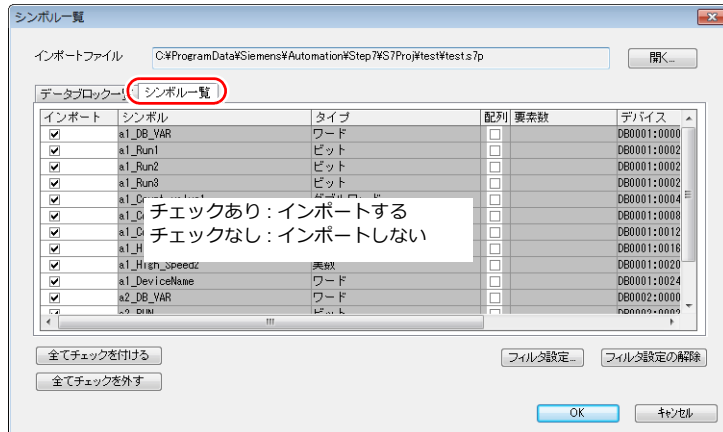 シンボル一覧
インポートファイル C:¥ProgramData¥Siemens¥Automation¥Step7¥S7Proj¥test¥test.s7p 開く...
データブロック一 シンボル一覧
インポート シンボル タイプ 配列 要素数 デバイス
a1_DB_VAR ワード DB0001:0000
a1_Run1 ビット DB0001:0002
a1_Run2 ビット DB0001:0002
a1_Run3 ビット DB0001:0002
DB0001:0004
チェックあり : インポートする
DB0001:0008
チェックなし : インポートしない
DB0001:0012
DB0001:0016
a1_High_Speed2 実数 DB0001:0020
a1_DeviceName ワード DB0001:0024
a2_DB_VAR ワード DB0002:0000
a2_RUN ビット DB0002:0002
全てチェックを付ける フィルタ設定... フィルタ設定の解除
全てチェックを外す
OK キャンセル